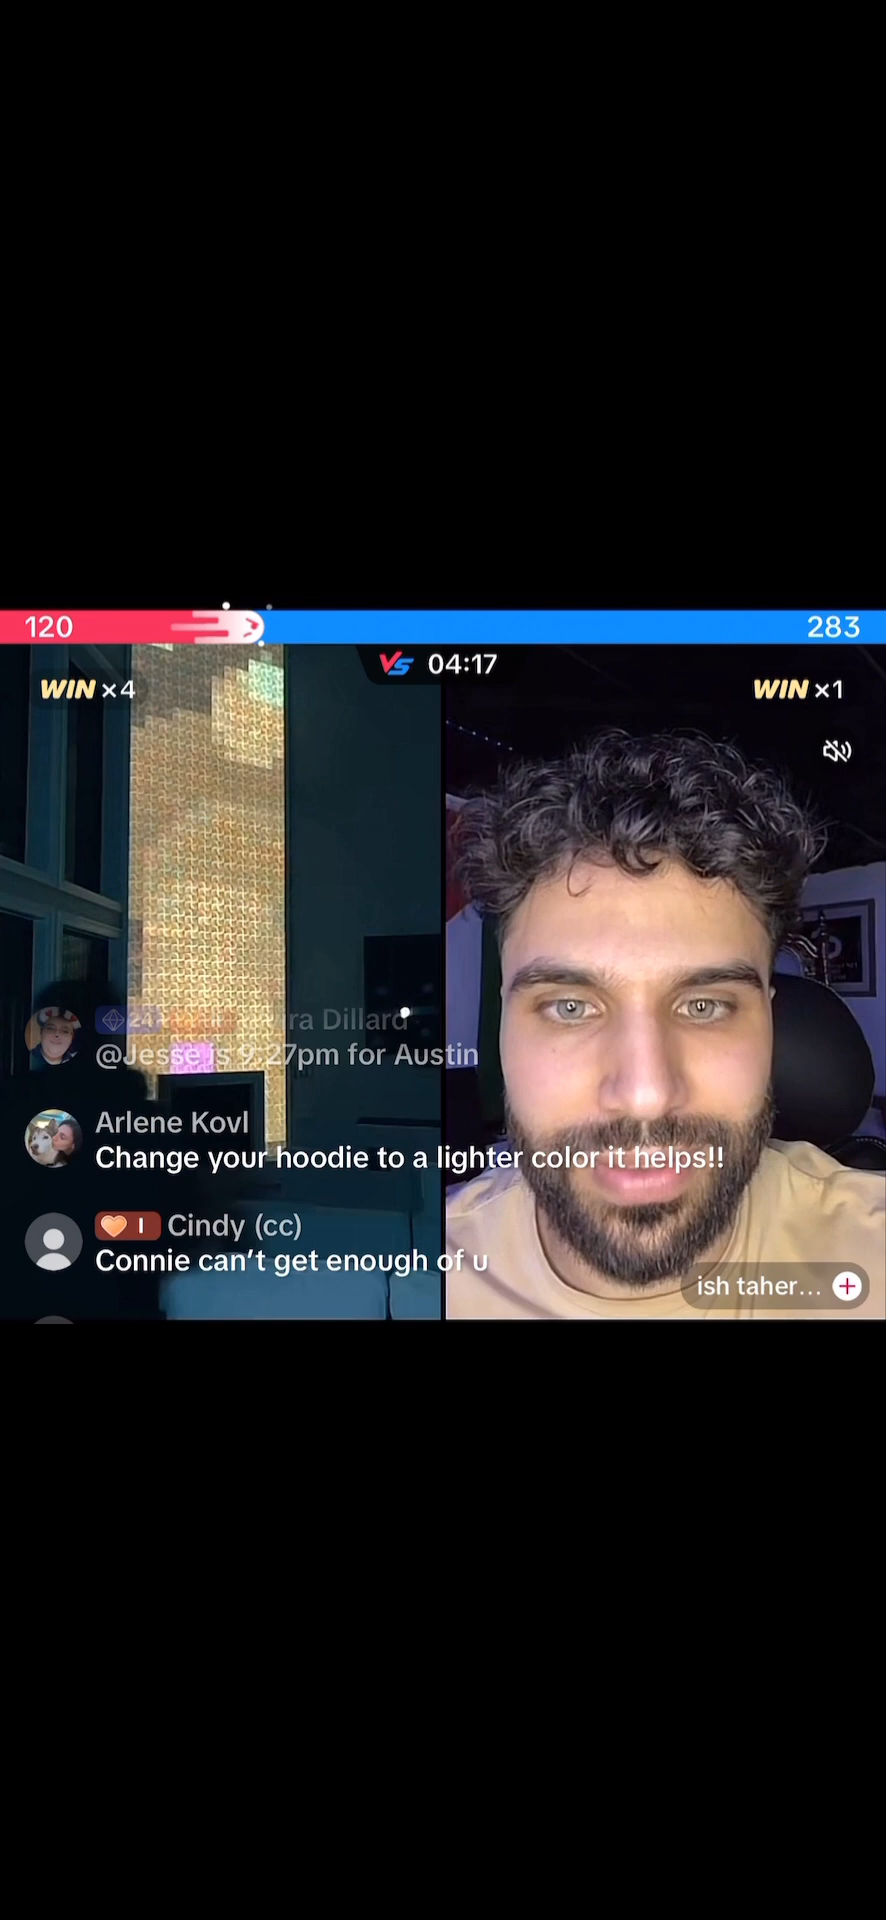 120
283
VS 04:17
WIN ×4
WIN ×1
Dillard
@Jesse is 9:27pm for Austin
Arlene Kovl
Change your hoodie to a lighter color it helps!!
I Cindy (cc)
Connie can't get enough of u
ish taher...